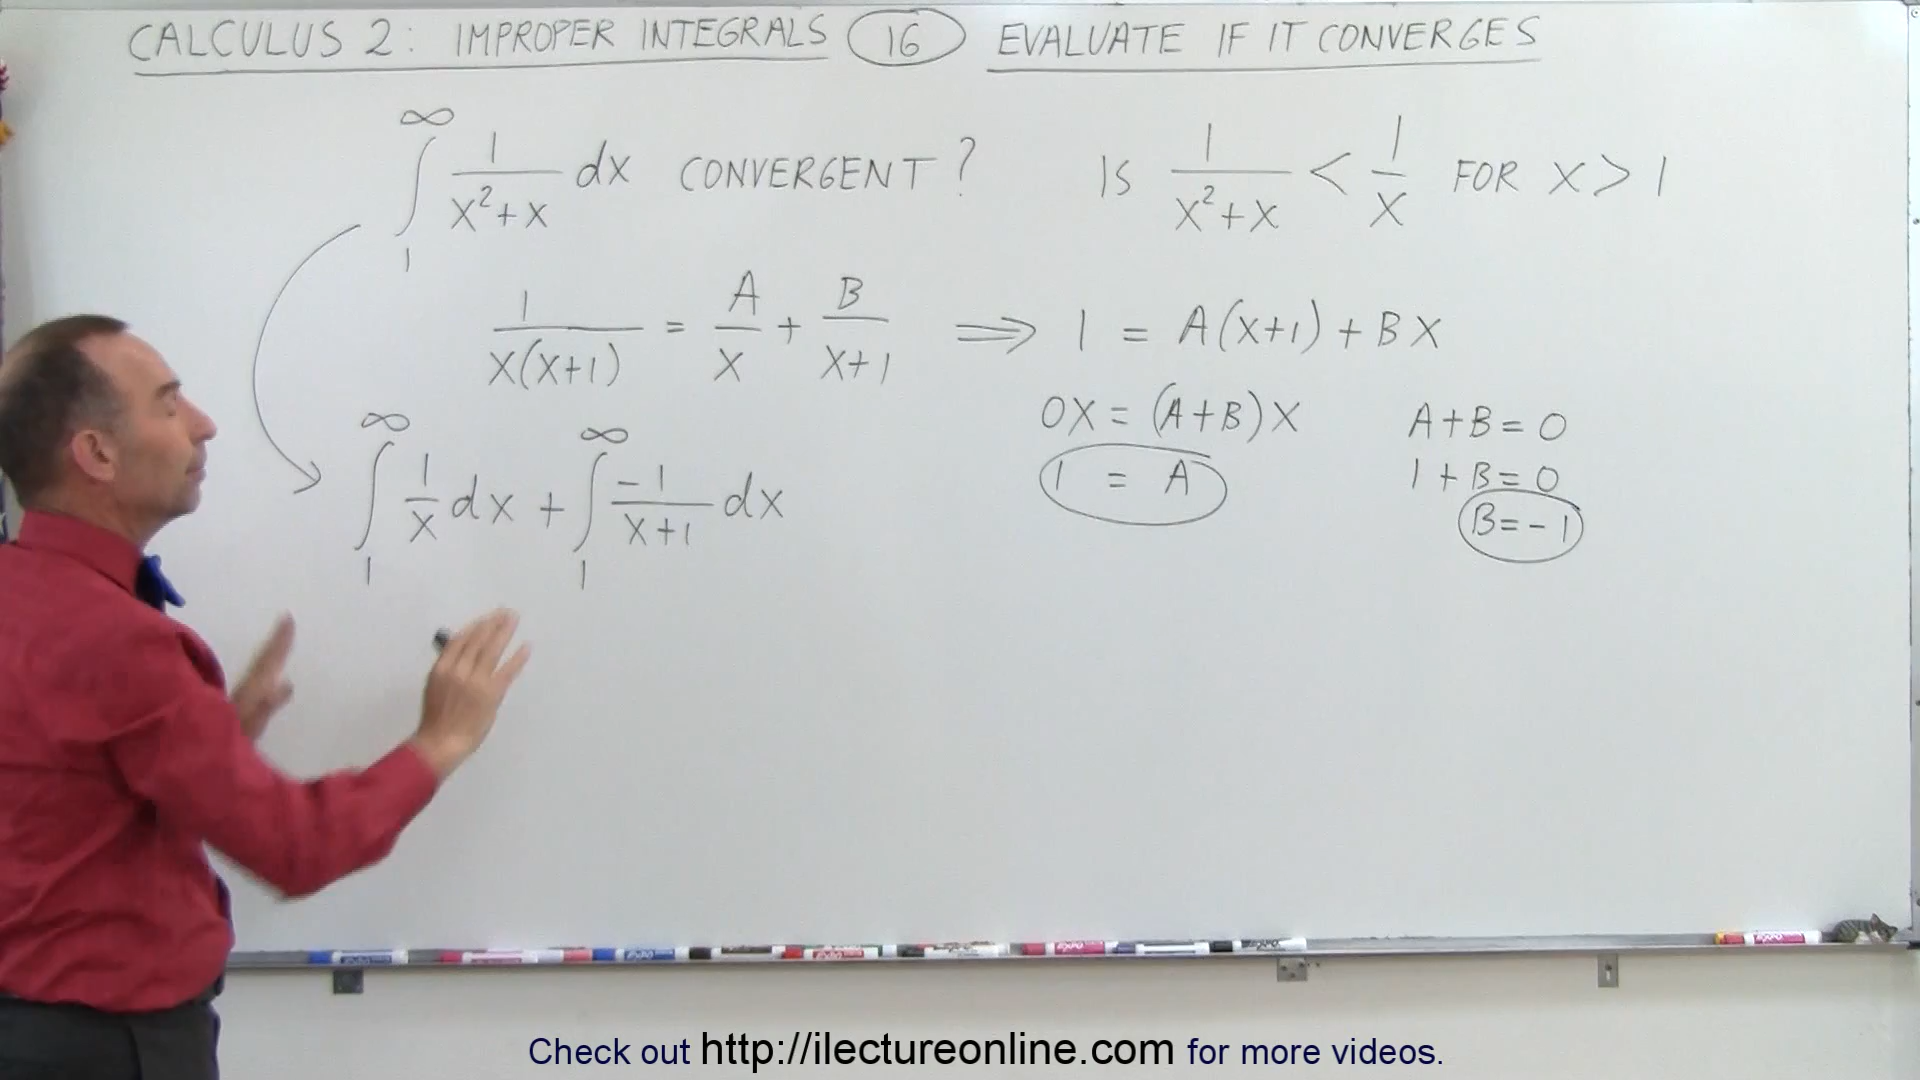 CALCULUS 2: IMPROPER INTEGRALS 16 EVALUATE IF IT CONVERGES
∫₁^∞ 1/(x²+x) dx CONVERGENT? IS 1/(x²+x) < 1/x FOR x > 1
1/(x(x+1)) = A/x + B/(x+1) ⇒ 1 = A(x+1) + Bx
0x = (A+B)x A+B=0
1 = A 1+B=0
B=-1
∫₁^∞ 1/x dx + ∫₁^∞ -1/(x+1) dx
Check out http://ilectureonline.com for more videos.